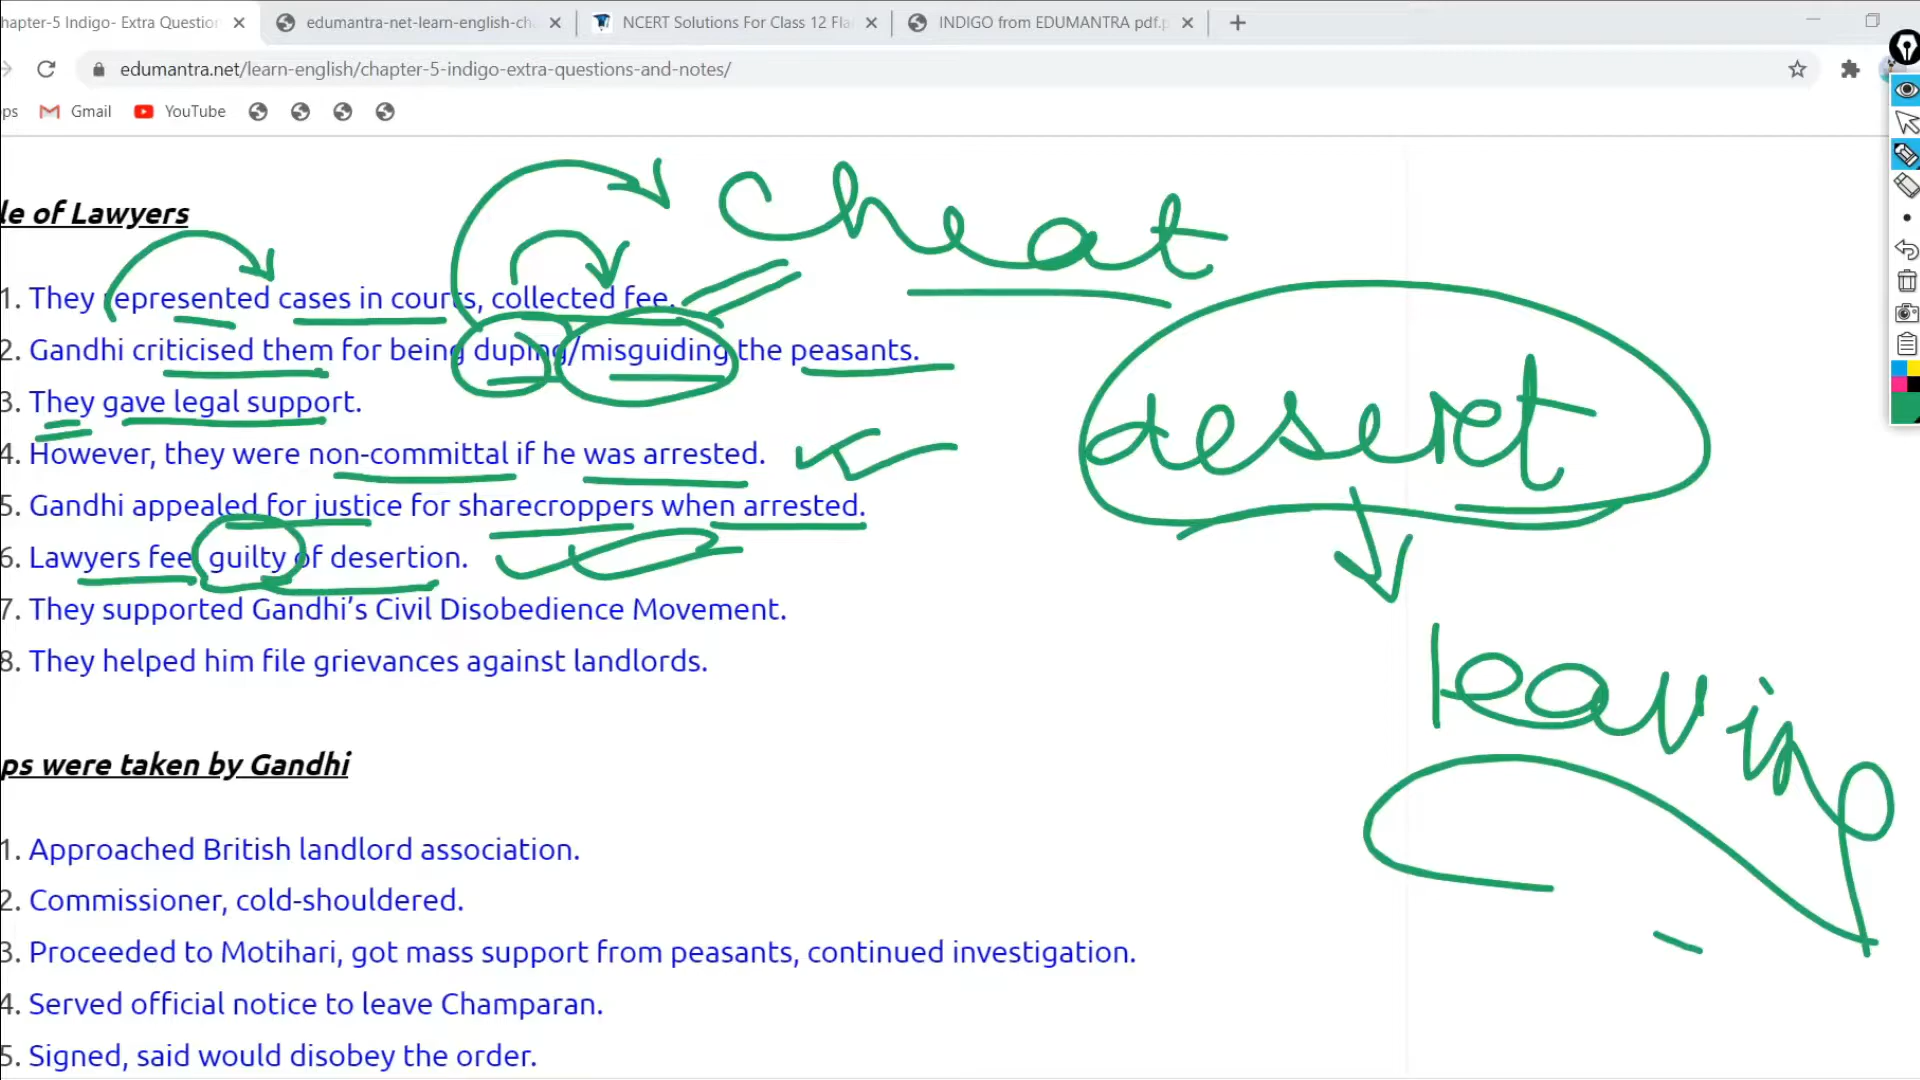 hapter-5 Indigo- Extra Question
edumantra-net-learn-english-ch
NCERT Solutions For Class 12 Fla
INDIGO from EDUMANTRA pdf.p
edumantra.net/learn-english/chapter-5-indigo-extra-questions-and-notes/
ps Gmail YouTube
le of Lawyers
cheat
1. They represented cases in courts, collected fee.
2. Gandhi criticised them for being duping/misguiding the peasants.
3. They gave legal support.
desert
4. However, they were non-committal if he was arrested.
5. Gandhi appealed for justice for sharecroppers when arrested.
6. Lawyers fee guilty of desertion.
7. They supported Gandhi’s Civil Disobedience Movement.
8. They helped him file grievances against landlords.
leaving
ps were taken by Gandhi
1. Approached British landlord association.
2. Commissioner, cold-shouldered.
3. Proceeded to Motihari, got mass support from peasants, continued investigation.
4. Served official notice to leave Champaran.
5. Signed, said would disobey the order.